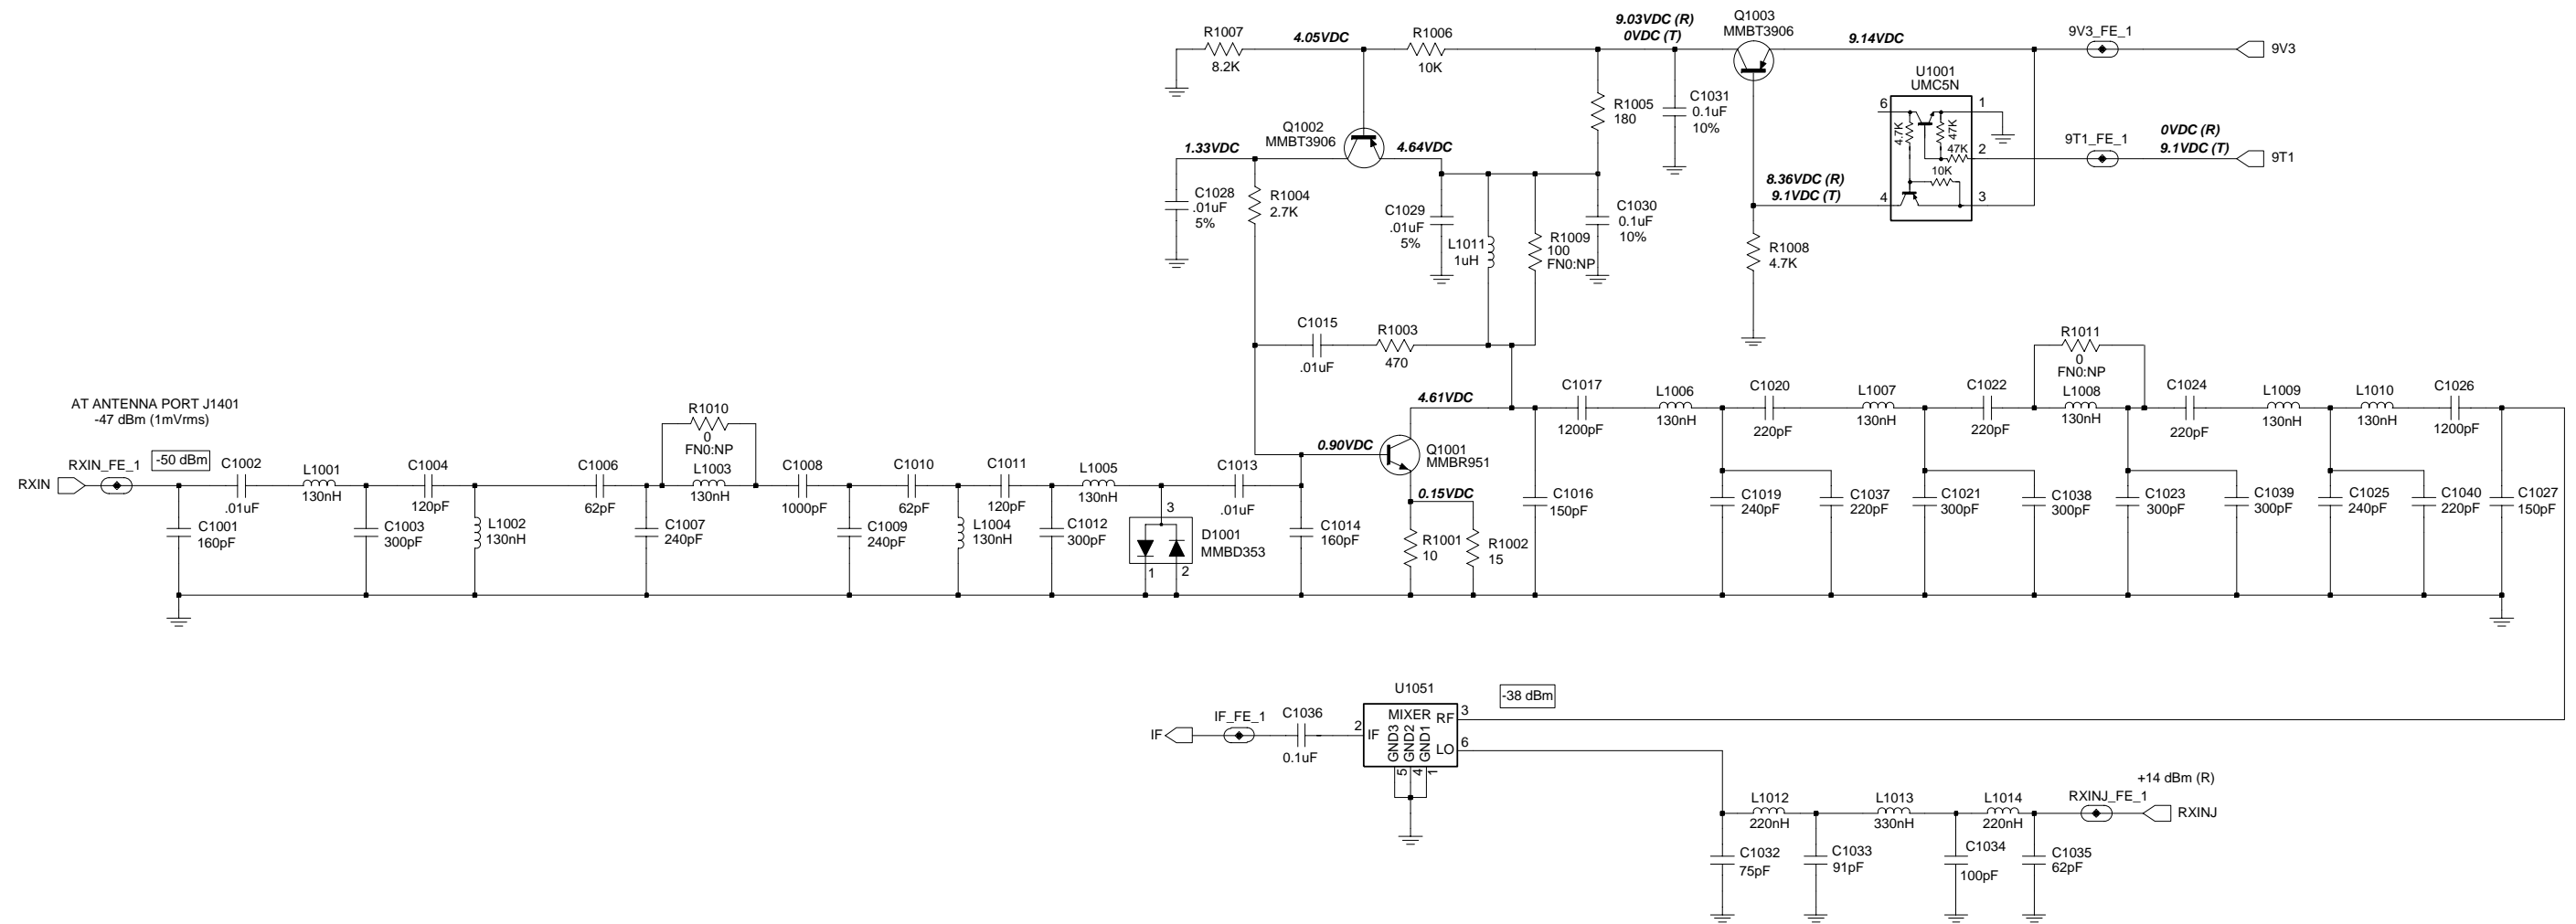 R1007
8.2K
4.05VDC
R1006
10K
9.03VDC (R)
0VDC (T)
Q1003
MMBT3906
9.14VDC
9V3_FE_1
9V3
U1001
UMC5N
6
1
4.7K
47K
47K
2
10K
4
3
9T1_FE_1
0VDC (R)
9.1VDC (T)
9T1
R1005
180
C1031
0.1uF
10%
Q1002
MMBT3906
1.33VDC
4.64VDC
8.36VDC (R)
9.1VDC (T)
C1028
.01uF
5%
R1004
2.7K
C1029
.01uF
5%
L1011
1uH
R1009
100
FN0:NP
C1030
0.1uF
10%
R1008
4.7K
C1015
.01uF
R1003
470
R1011
0
FN0:NP
AT ANTENNA PORT J1401
-47 dBm (1mVrms)
RXIN
RXIN_FE_1
-50 dBm
C1002
.01uF
L1001
130nH
C1004
120pF
C1006
62pF
R1010
0
FN0:NP
L1003
130nH
C1008
1000pF
C1010
62pF
C1011
120pF
L1005
130nH
C1013
.01uF
0.90VDC
4.61VDC
Q1001
MMBR951
0.15VDC
C1017
1200pF
L1006
130nH
C1020
220pF
L1007
130nH
C1022
220pF
L1008
130nH
C1024
220pF
L1009
130nH
L1010
130nH
C1026
1200pF
C1001
160pF
C1003
300pF
L1002
130nH
C1007
240pF
C1009
240pF
L1004
130nH
C1012
300pF
3
1
2
D1001
MMBD353
C1014
160pF
R1001
10
R1002
15
C1016
150pF
C1019
240pF
C1037
220pF
C1021
300pF
C1038
300pF
C1023
300pF
C1039
300pF
C1025
240pF
C1040
220pF
C1027
150pF
IF
IF_FE_1
C1036
0.1uF
U1051
MIXER
2
IF
RF
3
LO
6
GND3
GND2
GND1
5
4
1
-38 dBm
L1012
220nH
L1013
330nH
L1014
220nH
+14 dBm (R)
RXINJ_FE_1
RXINJ
C1032
75pF
C1033
91pF
C1034
100pF
C1035
62pF